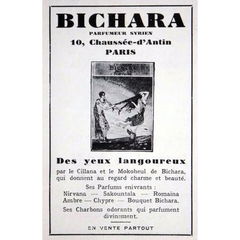 BICHARA
PARFUMEUR SYRIEN
10, Chaussée-d'Antin
PARIS
Des yeux langoureux
par le Cillana et le Mokoheul de Bichara,
qui donnent au regard charme et beauté.
Ses Parfums enivrants :
Nirvana — Sakountala — Romaina
Ambre — Chypre — Bouquet Bichara.
Ses Charbons odorants qui parfument
divinement.
EN VENTE PARTOUT